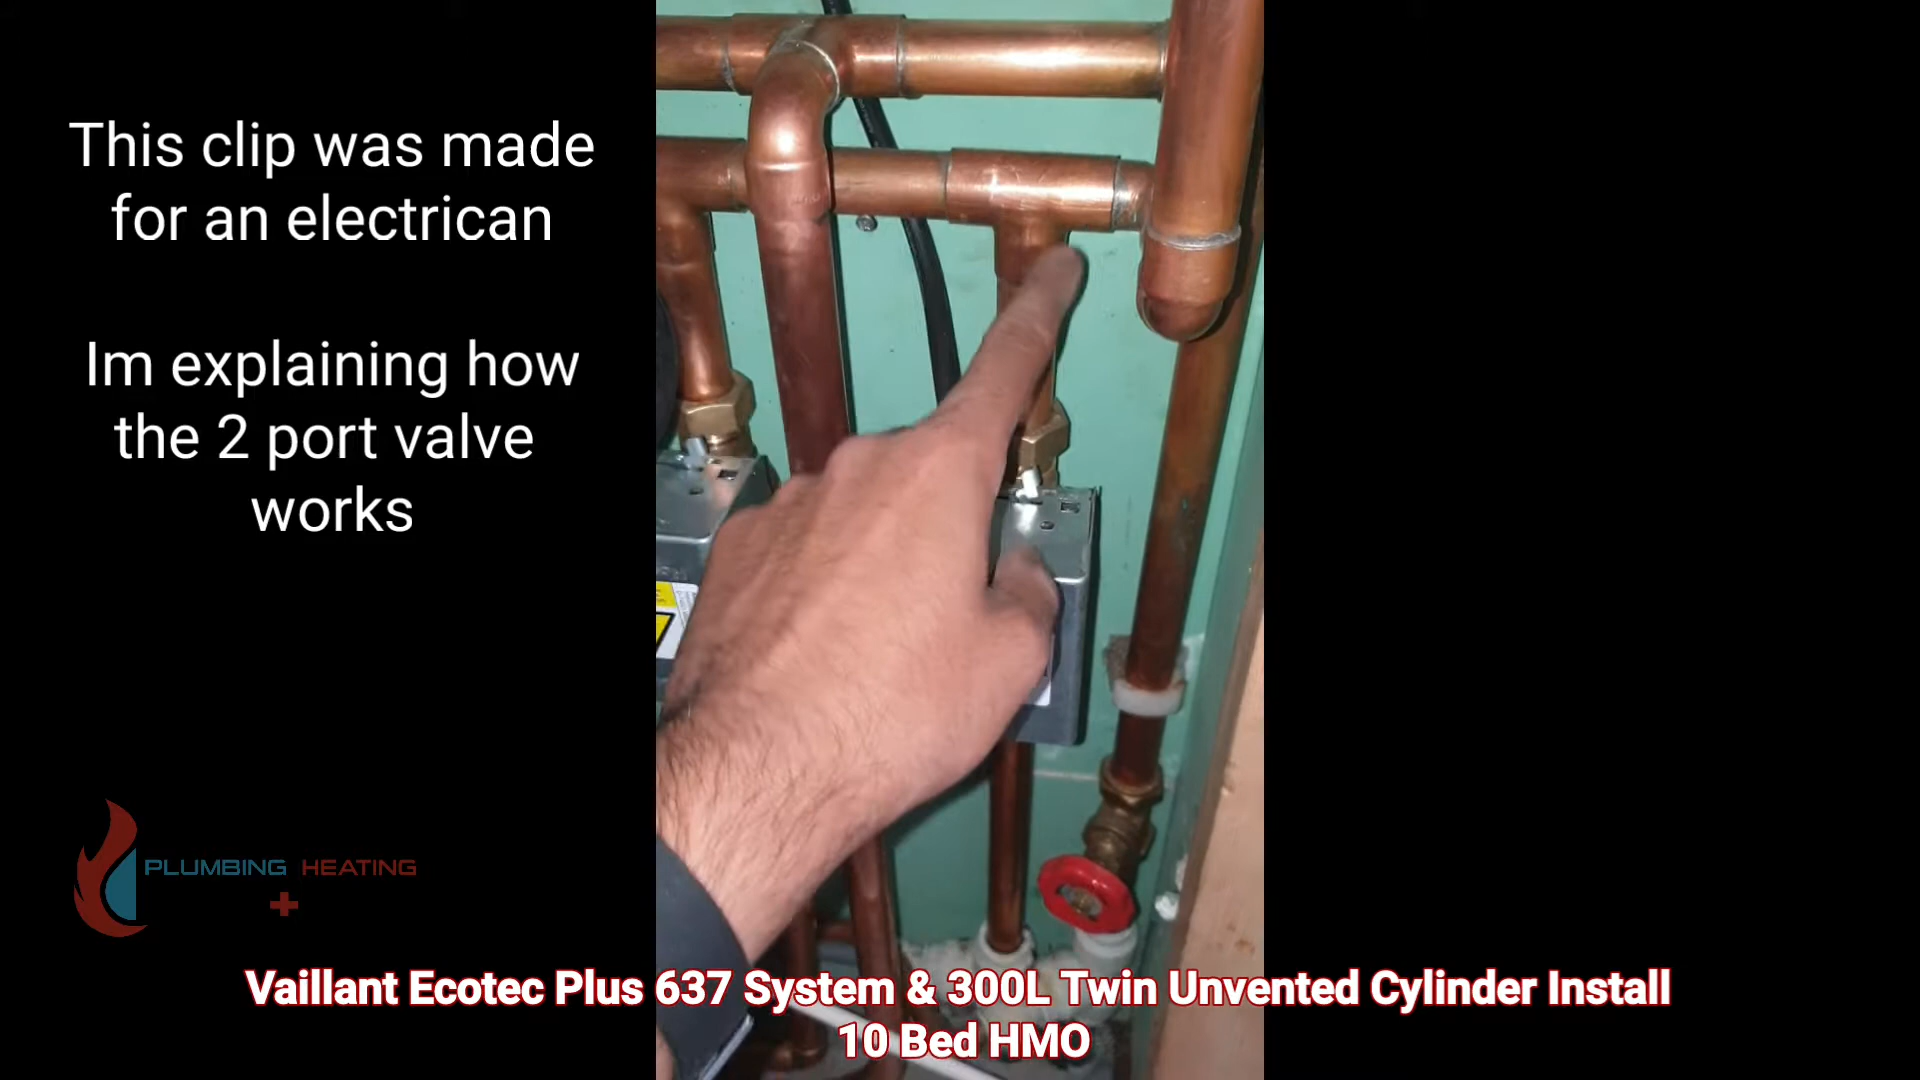 This clip was made
for an electrican
Im explaining how
the 2 port valve
works
PLUMBING HEATING
Vaillant Ecotec Plus 637 System & 300L Twin Unvented Cylinder Install
10 Bed HMO